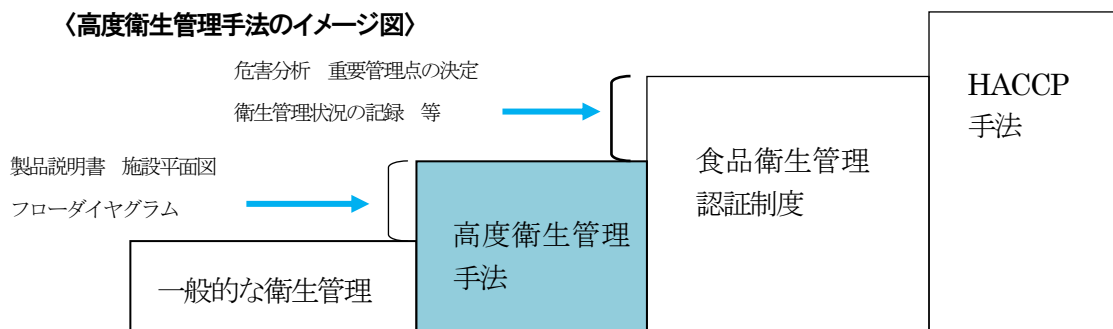 〈高度衛生管理手法のイメージ図〉
危害分析　重要管理点の決定
衛生管理状況の記録　等
製品説明書　施設平面図
フローダイヤグラム
一般的な衛生管理
高度衛生管理
手法
食品衛生管理
認証制度
HACCP
手法